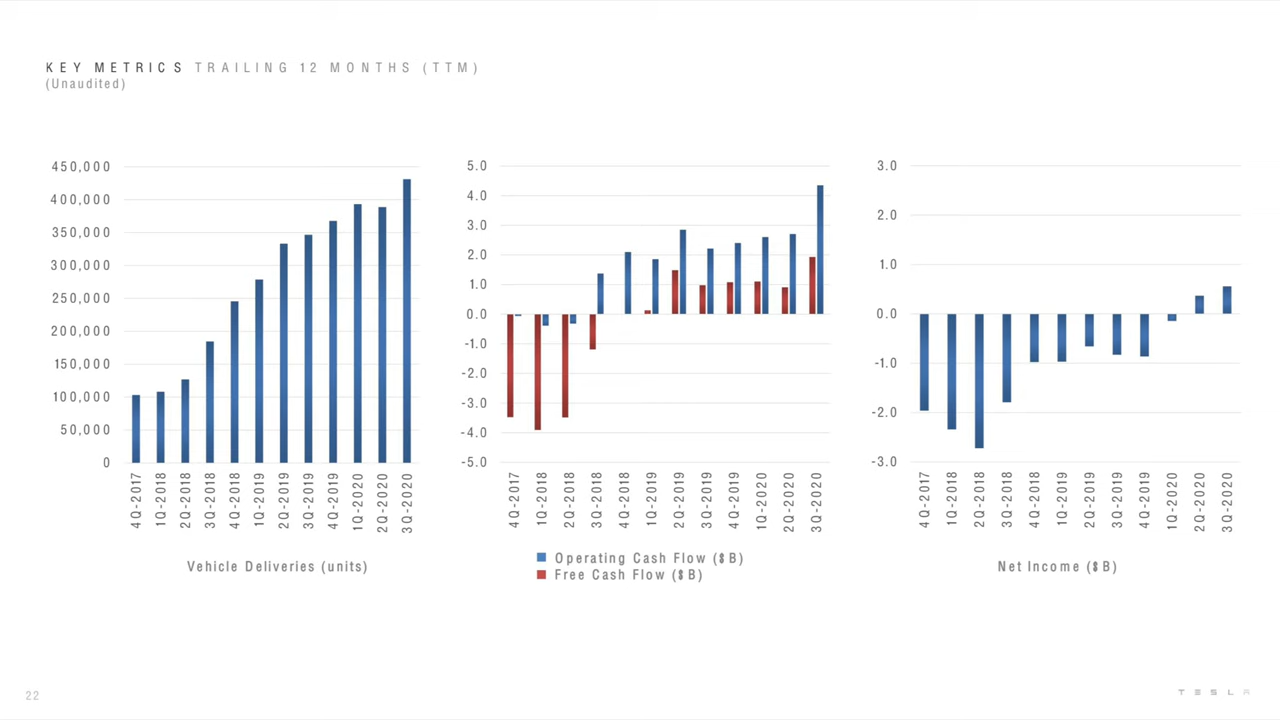 KEY METRICS TRAILING 12 MONTHS (TTM)
(Unaudited)
450,000
400,000
350,000
300,000
250,000
200,000
150,000
100,000
50,000
0
4Q-2017
1Q-2018
2Q-2018
3Q-2018
4Q-2018
1Q-2019
2Q-2019
3Q-2019
4Q-2019
1Q-2020
2Q-2020
3Q-2020
Vehicle Deliveries (units)
5.0
4.0
3.0
2.0
1.0
0.0
-1.0
-2.0
-3.0
-4.0
-5.0
4Q-2017
1Q-2018
2Q-2018
3Q-2018
4Q-2018
1Q-2019
2Q-2019
3Q-2019
4Q-2019
1Q-2020
2Q-2020
3Q-2020
Operating Cash Flow ($B)
Free Cash Flow ($B)
3.0
2.0
1.0
0.0
-1.0
-2.0
-3.0
4Q-2017
1Q-2018
2Q-2018
3Q-2018
4Q-2018
1Q-2019
2Q-2019
3Q-2019
4Q-2019
1Q-2020
2Q-2020
3Q-2020
Net Income ($B)
22
TESLA